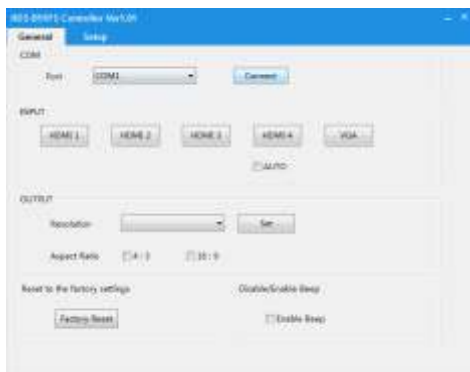 Controller
General Setup
COM
Port COM1 Connect
INPUT
HDMI 1 HDMI 2 HDMI 3 HDMI 4 VGA
AUTO
OUTPUT
Resolution Set
Aspect Ratio 4 : 3 16 : 9
Reset to the factory settings Disable/Enable Beep
Factory Reset Enable Beep